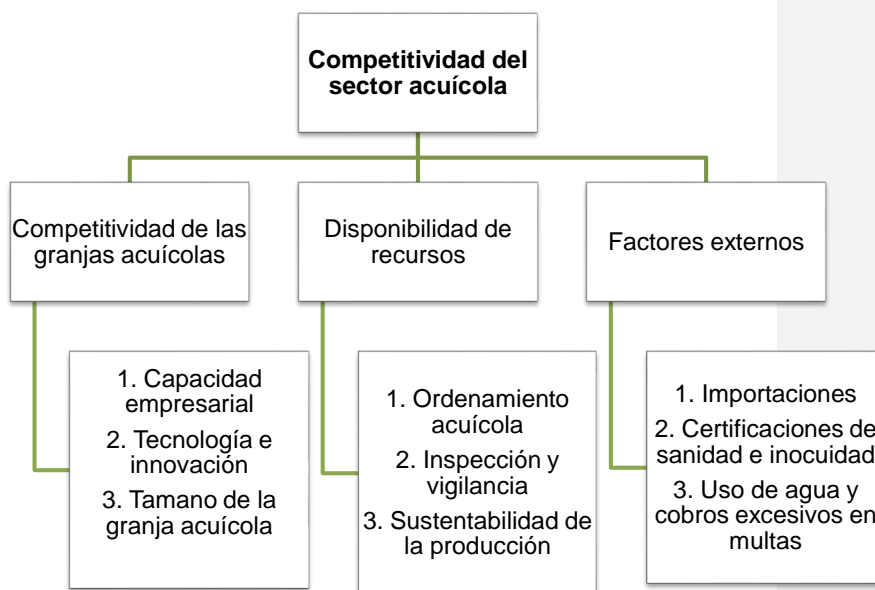 Competitividad del
sector acuícola
Competitividad de las
granjas acuícolas
Disponibilidad de
recursos
Factores externos
1. Capacidad
empresarial
2. Tecnología e
innovación
3. Tamano de la
granja acuícola
1. Ordenamiento
acuícola
2. Inspección y
vigilancia
3. Sustentabilidad de
la producción
1. Importaciones
2. Certificaciones de
sanidad e inocuidad
3. Uso de agua y
cobros excesivos en
multas